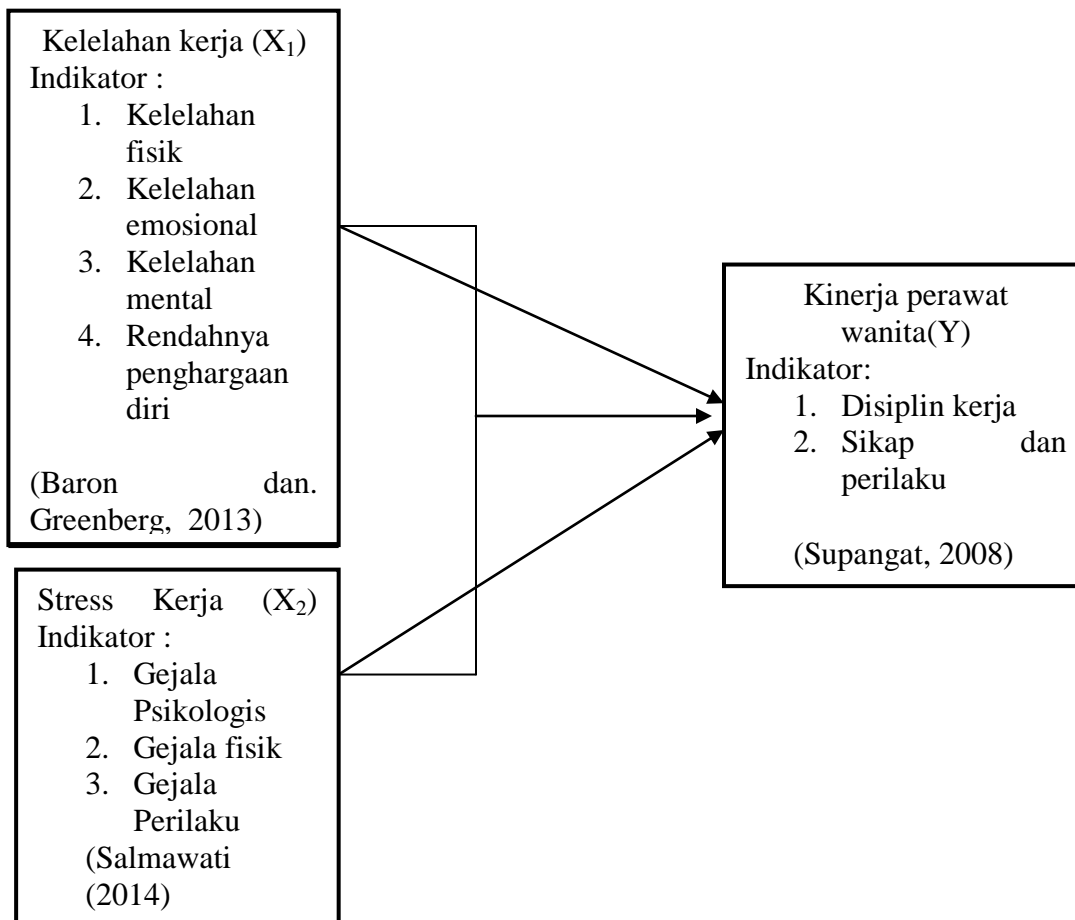 Kelelahan kerja (X₁)
Indikator :
1. Kelelahan
fisik
2. Kelelahan
emosional
3. Kelelahan
mental
4. Rendahnya
penghargaan
diri
(Baron dan.
Greenberg, 2013)
Stress Kerja (X₂)
Indikator :
1. Gejala
Psikologis
2. Gejala fisik
3. Gejala
Perilaku
(Salmawati
(2014)
Kinerja perawat
wanita(Y)
Indikator:
1. Disiplin kerja
2. Sikap dan
perilaku
(Supangat, 2008)